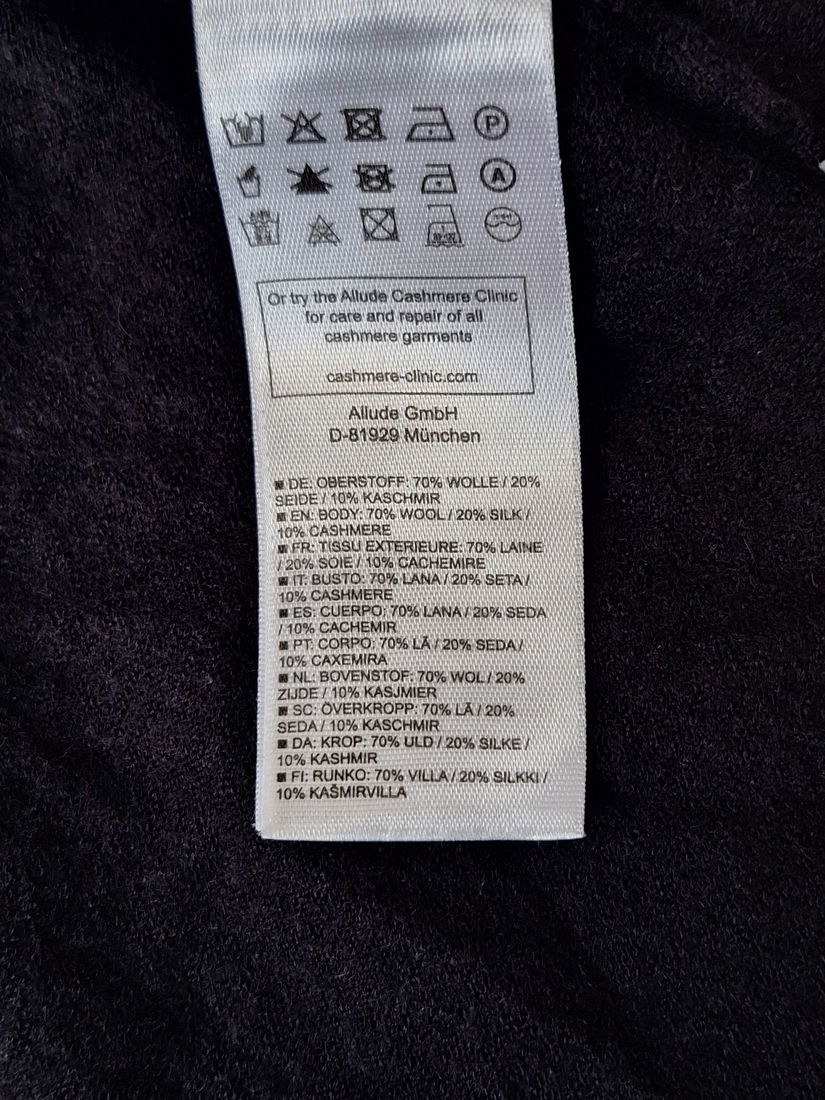 P
A
Or try the Allude Cashmere Clinic
for care and repair of all
cashmere garments
cashmere-clinic.com
Allude GmbH
D-81929 München
DE: OBERSTOFF: 70% WOLLE / 20%
SEIDE / 10% KASCHMIR
EN: BODY: 70% WOOL / 20% SILK /
10% CASHMERE
FR: TISSU EXTERIEURE: 70% LAINE
/ 20% SOIE / 10% CACHEMIRE
IT: BUSTO: 70% LANA / 20% SETA /
10% CASHMERE
ES: CUERPO: 70% LANA / 20% SEDA
/ 10% CACHEMIR
PT: CORPO: 70% LÃ / 20% SEDA /
10% CAXEMIRA
NL: BOVENSTOF: 70% WOL / 20%
ZIJDE / 10% KASJMIER
SC: ÖVERKROPP: 70% LÃ / 20%
SEDA / 10% KASCHMIR
DA: KROP: 70% ULD / 20% SILKE /
10% KASHMIR
FI: RUNKO: 70% VILLA / 20% SILKKI /
10% KAŠMIRVILLA